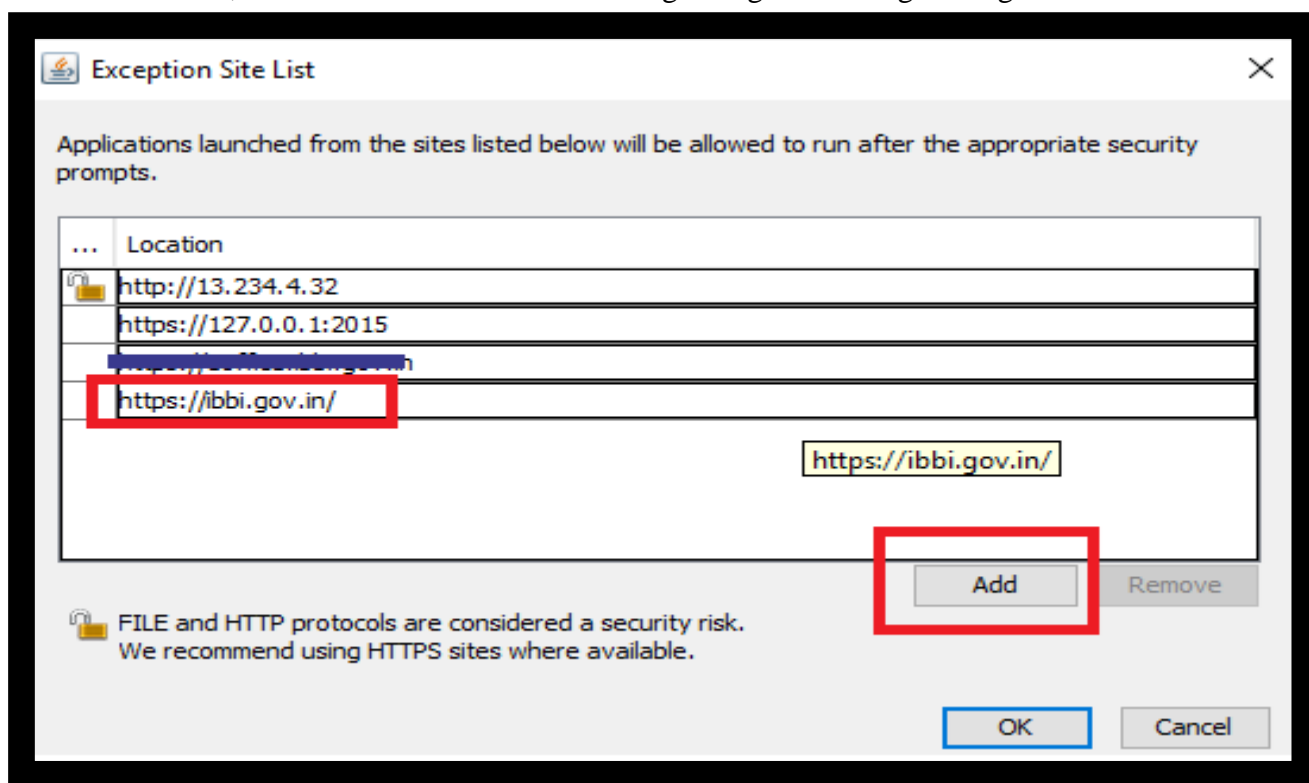 Exception Site List
Applications launched from the sites listed below will be allowed to run after the appropriate security
prompts.
... Location
http://13.234.4.32
https://127.0.0.1:2015
https://ibbi.gov.in/
https://ibbi.gov.in/
Add Remove
FILE and HTTP protocols are considered a security risk.
We recommend using HTTPS sites where available.
OK Cancel